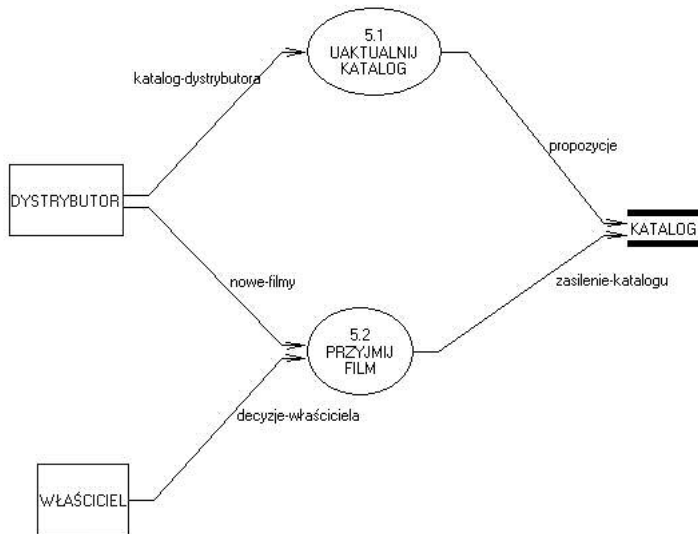 5.1
UAKTUALNIJ
KATALOG
katalog-dystrybutora
propozycje
DYSTRYBUTOR
KATALOG
nowe-filmy
zasilenie-katalogu
5.2
PRZYJMIJ
FILM
decyzje-właściciela
WŁAŚCICIEL